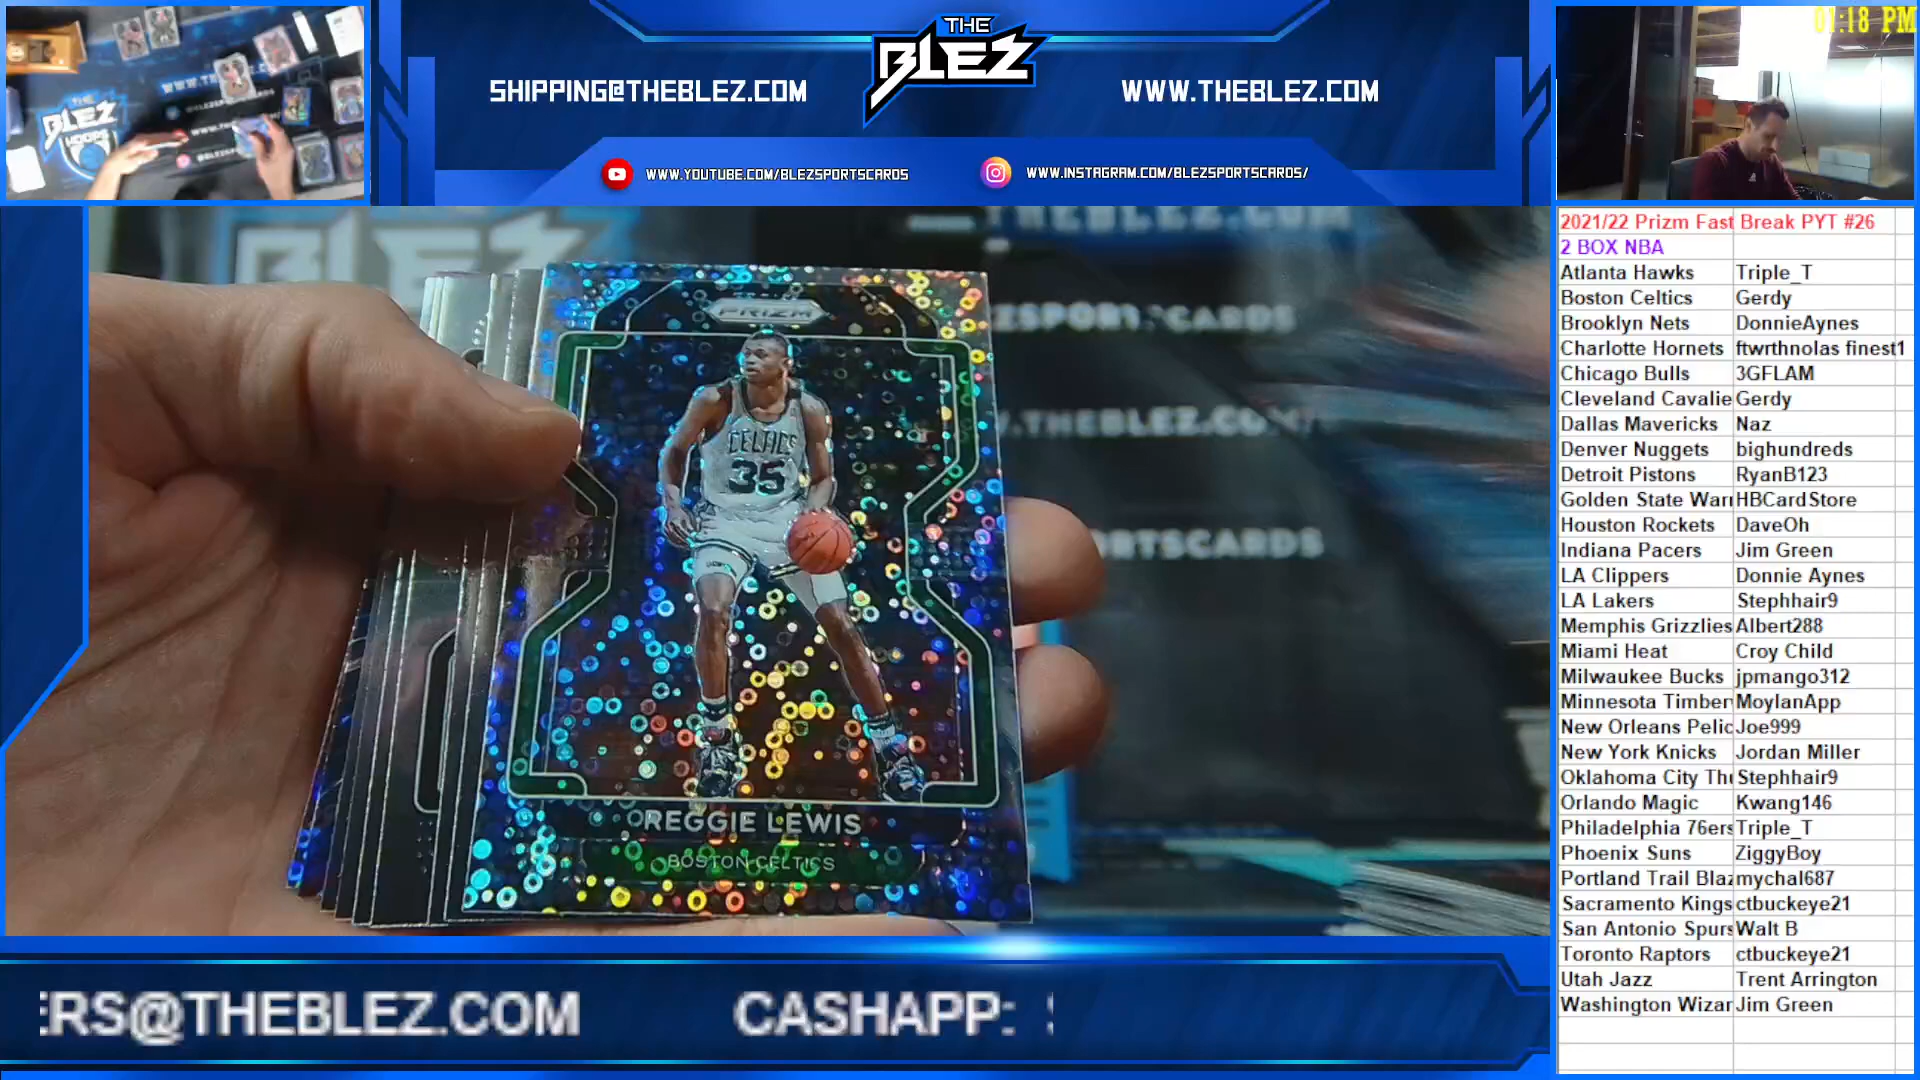 THE
BLEZ
SHIPPING@THEBLEZ.COM
WWW.THEBLEZ.COM
WWW.YOUTUBE.COM/BLEZSPORTSCARDS
WWW.INSTAGRAM.COM/BLEZSPORTSCARDS/
THE
BLEZ
HOOPS
01:18 PM
PRIZM
CELTICS
35
REGGIE LEWIS
BOSTON CELTICS
2021/22 Prizm Fast Break PYT #26
2 BOX NBA
Atlanta Hawks Triple_T
Boston Celtics Gerdy
Brooklyn Nets DonnieAynes
Charlotte Hornets ftwrthnolas finest1
Chicago Bulls 3GFLAM
Cleveland Cavalie Gerdy
Dallas Mavericks Naz
Denver Nuggets bighundreds
Detroit Pistons RyanB123
Golden State Warr HBCardStore
Houston Rockets DaveOh
Indiana Pacers Jim Green
LA Clippers Donnie Aynes
LA Lakers Stephhair9
Memphis Grizzlies Albert288
Miami Heat Croy Child
Milwaukee Bucks jpmango312
Minnesota Timber MoylanApp
New Orleans Pelic Joe999
New York Knicks Jordan Miller
Oklahoma City Thu Stephhair9
Orlando Magic Kwang146
Philadelphia 76ers Triple_T
Phoenix Suns ZiggyBoy
Portland Trail Blaz mychal687
Sacramento Kings ctbuckeye21
San Antonio Spurs Walt B
Toronto Raptors ctbuckeye21
Utah Jazz Trent Arrington
Washington Wizar Jim Green
ERS@THEBLEZ.COM CASHAPP: